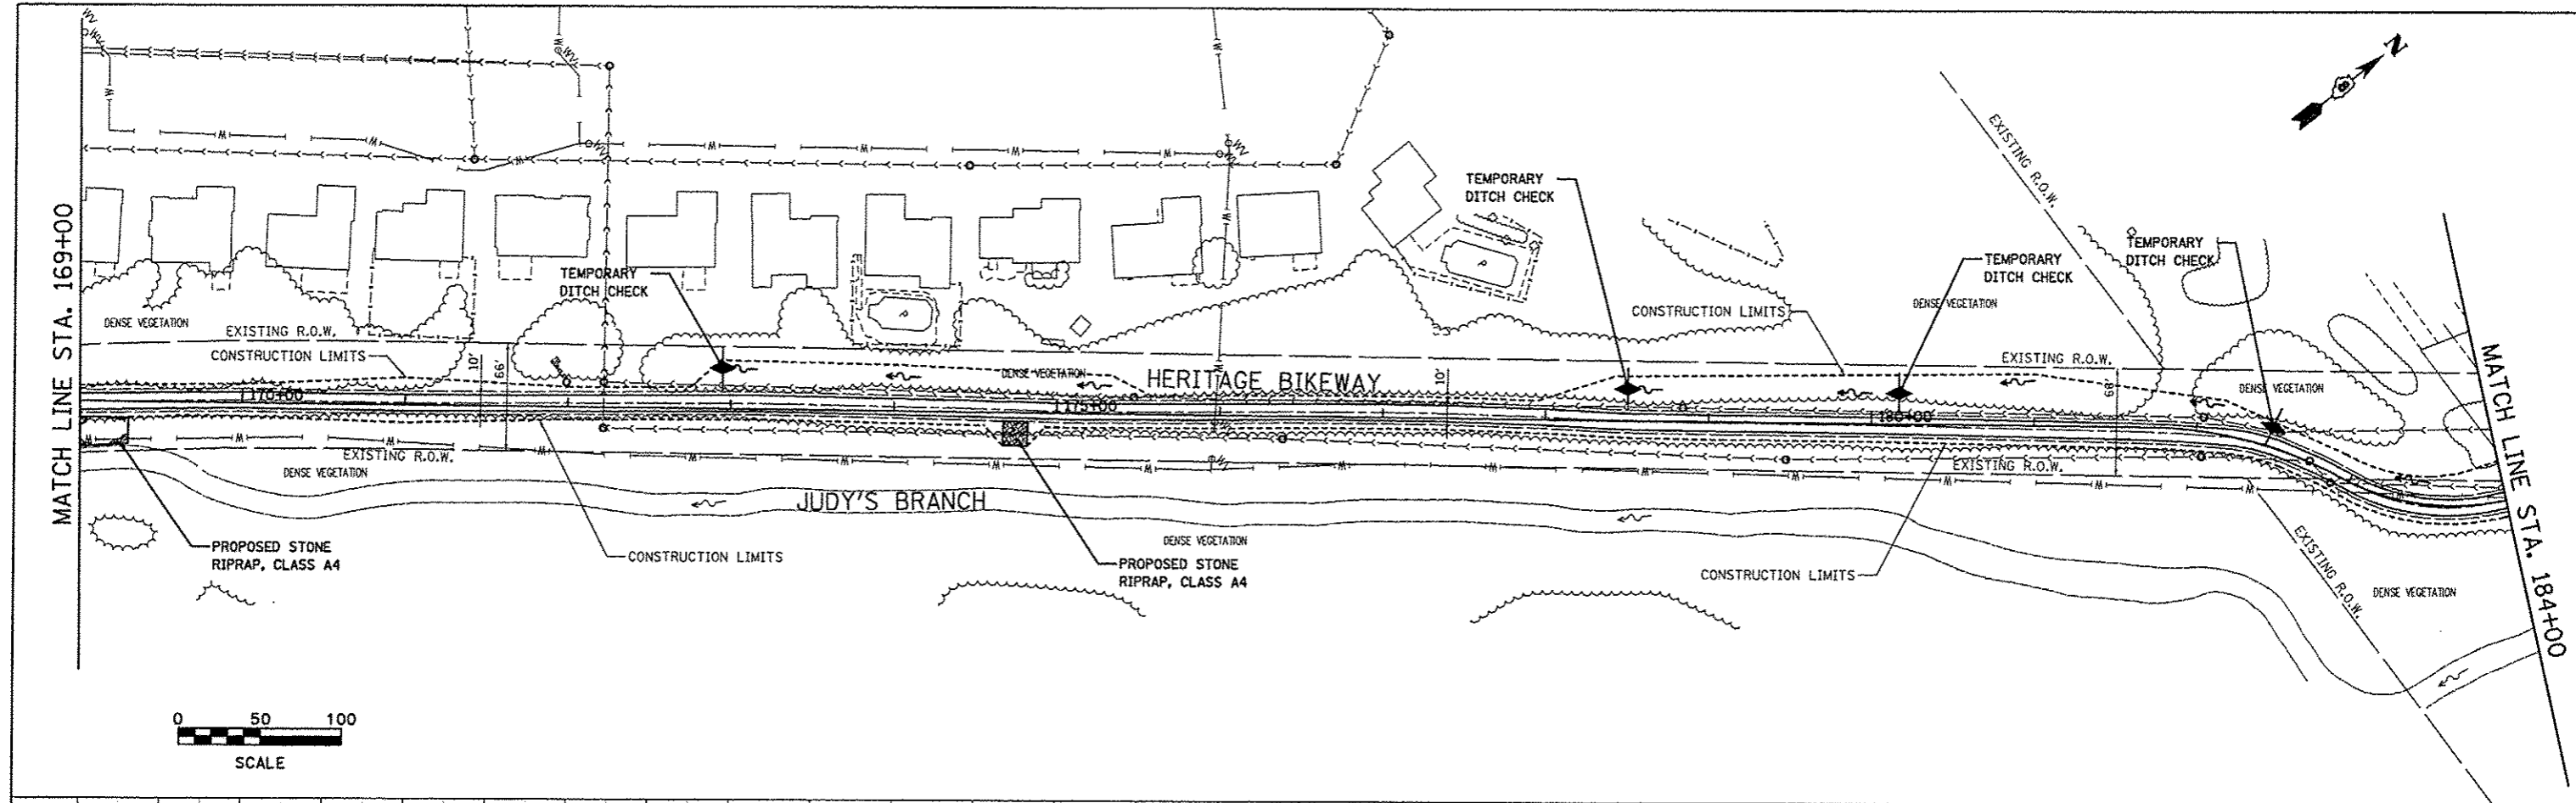 N
MATCH LINE STA. 169+00
TEMPORARY
DITCH CHECK
TEMPORARY
DITCH CHECK
TEMPORARY
DITCH CHECK
TEMPORARY
DITCH CHECK
EXISTING R.O.W.
DENSE VEGETATION
EXISTING R.O.W.
CONSTRUCTION LIMITS
10'
66'
DENSE VEGETATION
HERITAGE BIKEWAY
10'
CONSTRUCTION LIMITS
DENSE VEGETATION
EXISTING R.O.W.
68'
DENSE VEGETATION
MATCH LINE STA. 184+00
170+00
175+00
180+00
EXISTING R.O.W.
DENSE VEGETATION
EXISTING R.O.W.
JUDY'S BRANCH
DENSE VEGETATION
PROPOSED STONE
RIPRAP, CLASS A4
CONSTRUCTION LIMITS
PROPOSED STONE
RIPRAP, CLASS A4
CONSTRUCTION LIMITS
EXISTING R.O.W.
DENSE VEGETATION
0 50 100
SCALE